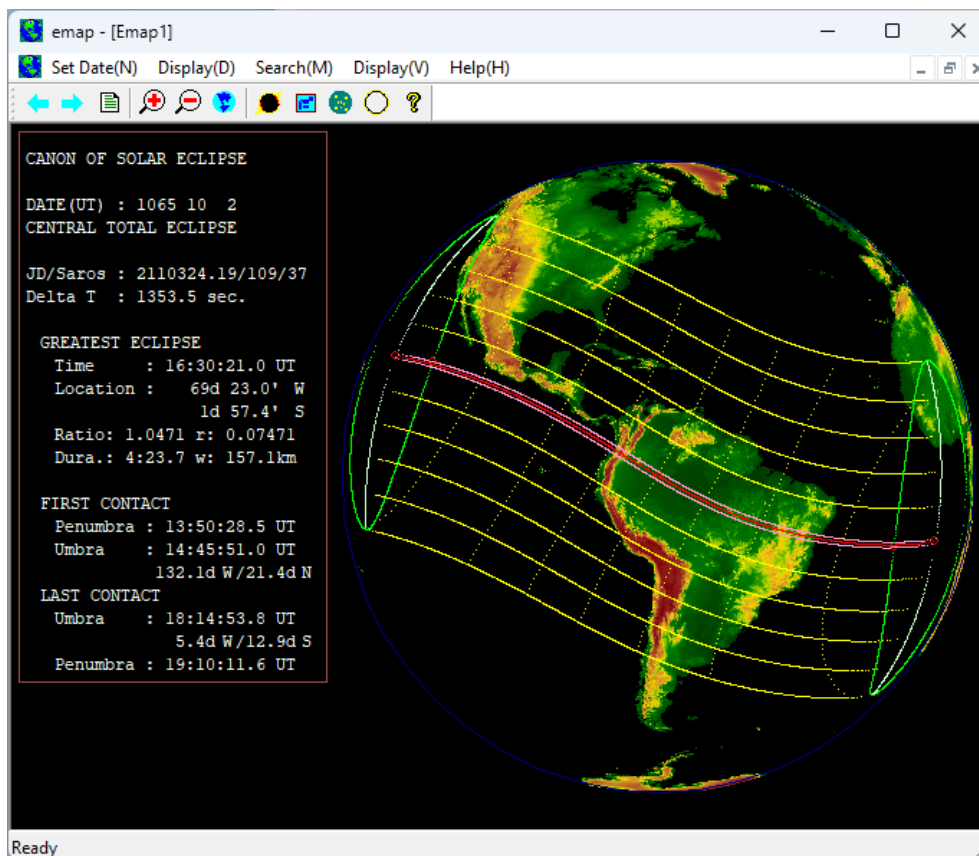 emap - [Emap1]
Set Date(N) Display(D) Search(M) Display(V) Help(H)
CANON OF SOLAR ECLIPSE
DATE(UT) : 1065 10 2
CENTRAL TOTAL ECLIPSE
JD/Saros : 2110324.19/109/37
Delta T : 1353.5 sec.
GREATEST ECLIPSE
Time : 16:30:21.0 UT
Location : 69d 23.0' W
1d 57.4' S
Ratio: 1.0471 r: 0.07471
Dura.: 4:23.7 w: 157.1km
FIRST CONTACT
Penumbra : 13:50:28.5 UT
Umbra : 14:45:51.0 UT
132.1d W/21.4d N
LAST CONTACT
Umbra : 18:14:53.8 UT
5.4d W/12.9d S
Penumbra : 19:10:11.6 UT
Ready